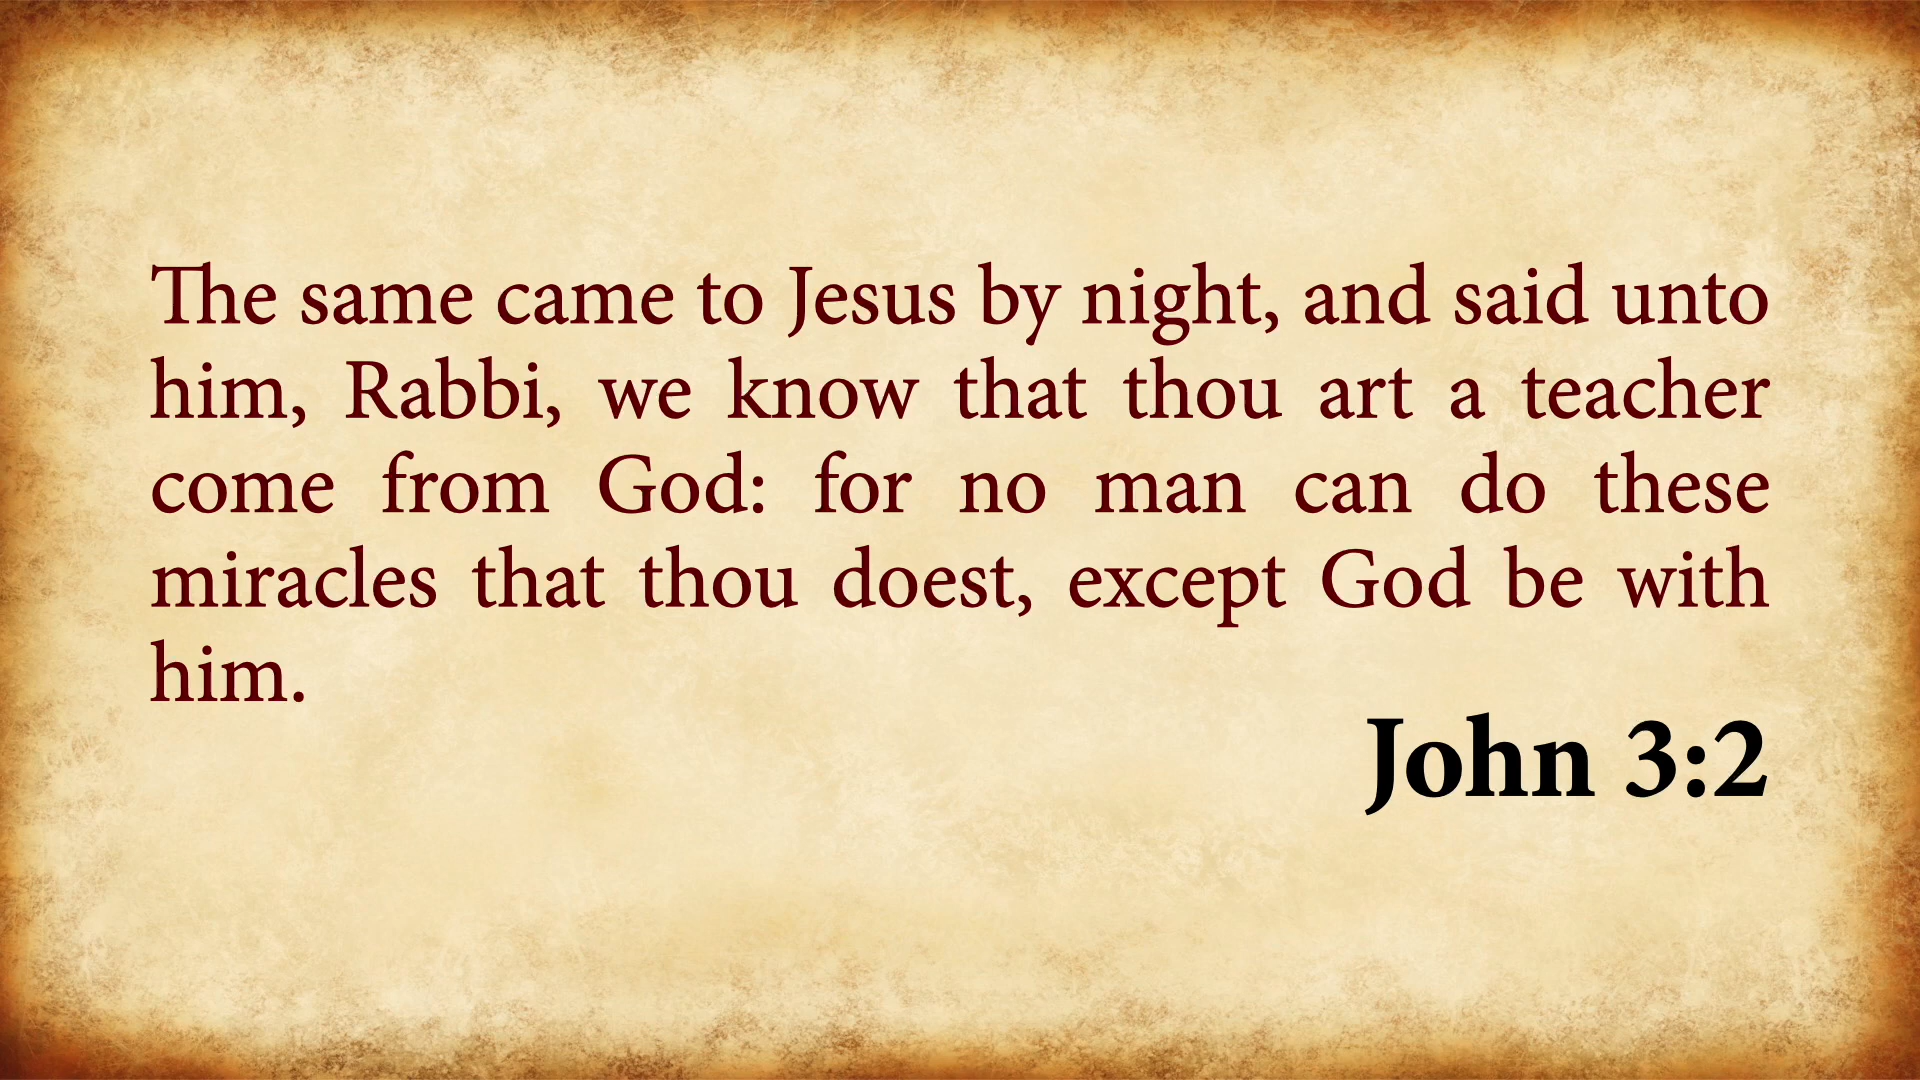 The same came to Jesus by night, and said unto
him, Rabbi, we know that thou art a teacher
come from God: for no man can do these
miracles that thou doest, except God be with
him.
John 3:2